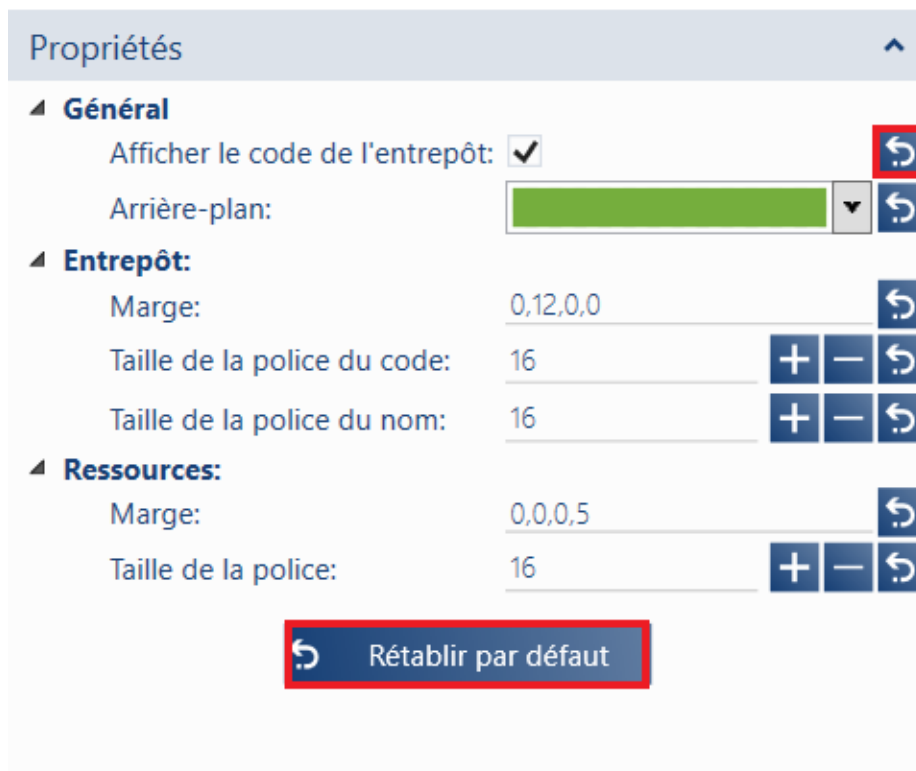 Propriétés
Général
Afficher le code de l'entrepôt:
Arrière-plan:
Entrepôt:
Marge: 0,12,0,0
Taille de la police du code: 16
Taille de la police du nom: 16
Ressources:
Marge: 0,0,0,5
Taille de la police: 16
Rétablir par défaut